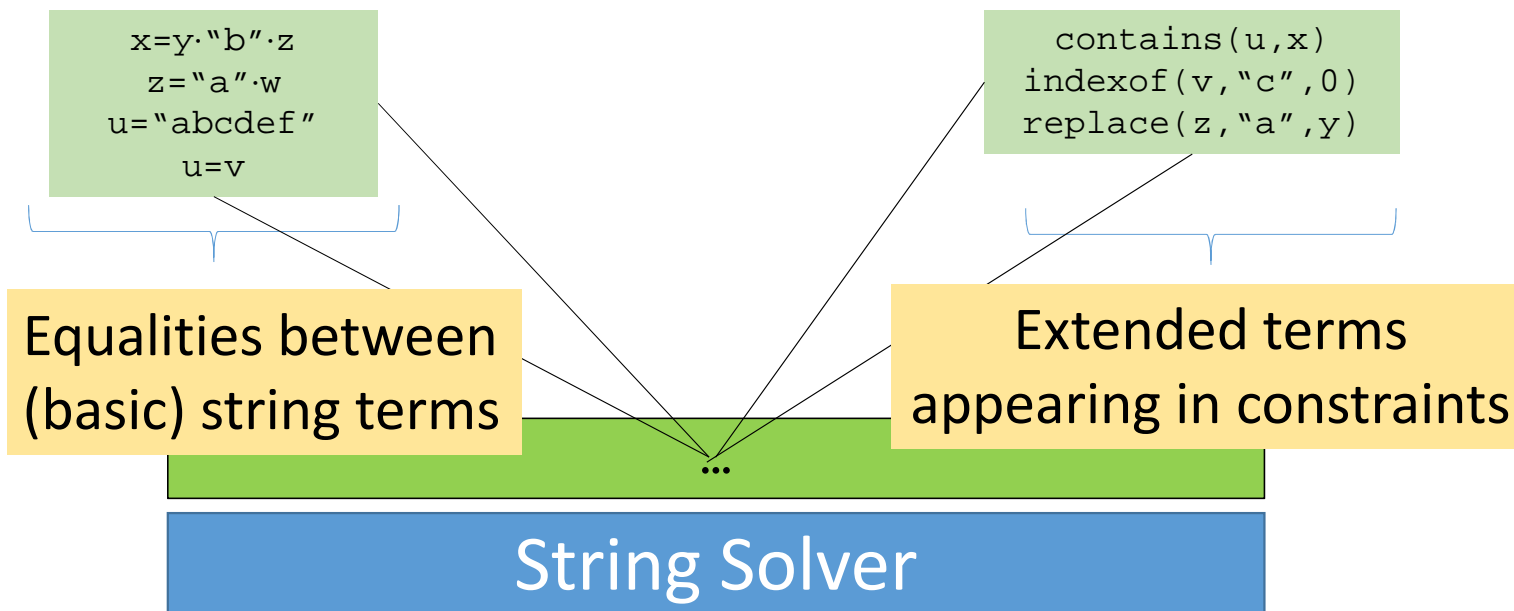 x=y·“b”·z
z=“a”·w
u=“abcdef”
u=v
contains(u,x)
indexof(v,“c”,0)
replace(z,“a”,y)
Equalities between
(basic) string terms
Extended terms
appearing in constraints
…
String Solver